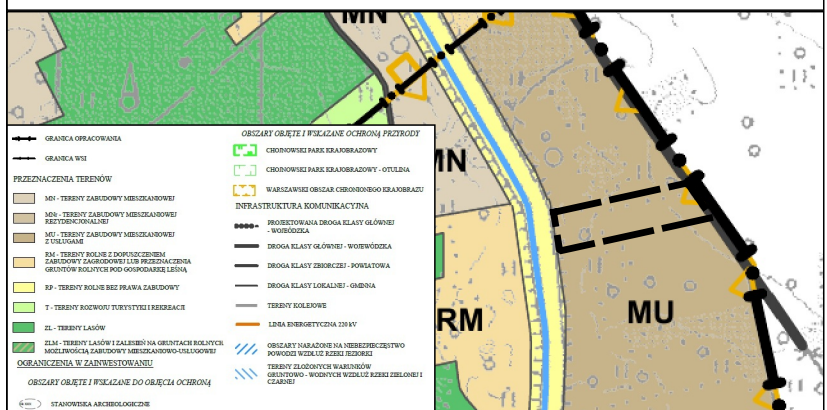 MN
GRANICA OPRACOWANIA
GRANICA WSI
PRZEZNACZENIA TERENÓW
MN - TERENY ZABUDOWY MIESZKANIOWEJ
MNr - TERENY ZABUDOWY MIESZKANIOWEJ
REZYDENCJONALNEJ
MU - TERENY ZABUDOWY MIESZKANIOWEJ
Z USŁUGAMI
RM - TERENY ROLNE Z DOPUSZCZENIEM
ZABUDOWY ZAGRODOWEJ LUB PRZEZNACZENIA
GRUNTÓW ROLNYCH POD GOSPODARKĘ LEŚNĄ
RP - TERENY ROLNE BEZ PRAWA ZABUDOWY
T - TERENY ROZWOJU TURYSTYKI I REKREACJI
ZL - TERENY LASÓW
ZLM - TERENY LASÓW I ZALESIEŃ NA GRUNTACH ROLNYCH
MOŻLIWOŚCIĄ ZABUDOWY MIESZKANIOWO-USŁUGOWEJ
OGRANICZENIA W ZAINWESTOWANIU
OBSZARY OBJĘTE I WSKAZANE DO OBJĘCIA OCHRONĄ
STANOWISKA ARCHEOLOGICZNE
OBSZARY OBJĘTE I WSKAZANE OCHRONĄ PRZYRODY
CHOJNOWSKI PARK KRAJOBRAZOWY
CHOJNOWSKI PARK KRAJOBRAZOWY - OTULINA
WARSZAWSKI OBSZAR CHRONIONEGO KRAJOBRAZU
INFRASTRUKTURA KOMUNIKACYJNA
PROJEKTOWANA DROGA KLASY GŁÓWNEJ
- WOJEWÓDZKA
DROGA KLASY GŁÓWNEJ - WOJEWÓDZKA
DROGA KLASY ZBIORCZEJ - POWIATOWA
DROGA KLASY LOKALNEJ - GMINNA
TERENY KOLEJOWE
LINIA ENERGETYCZNA 220 kV
OBSZARY NARAŻONE NA NIEBEZPIECZEŃSTWO
POWODZI WZDŁUŻ RZEKI JEZIORKI
TERENY ZŁOŻONYCH WARUNKÓW
GRUNTOWO - WODNYCH WZDŁUŻ RZEKI ZIELONEJ I
CZARNEJ
MN
RM
MU